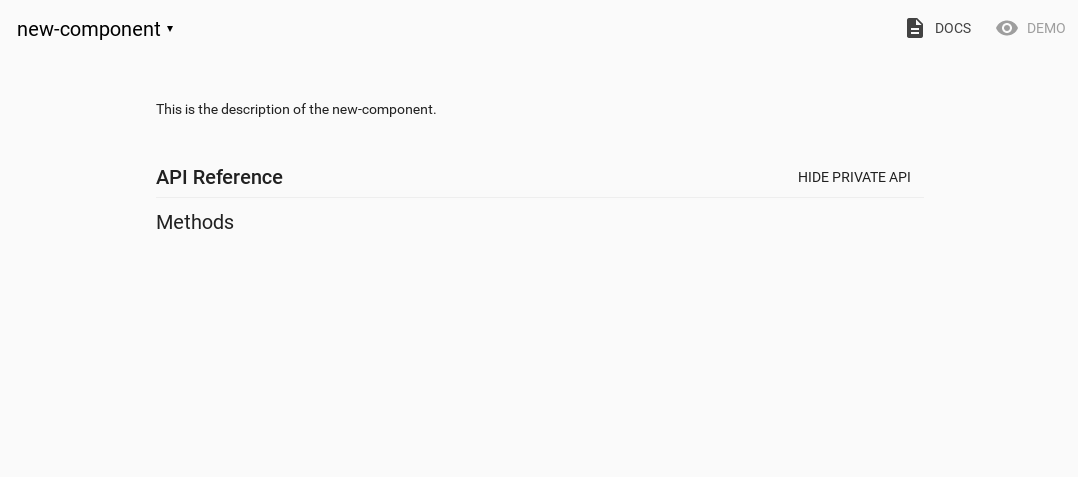 new-component ▾ DOCS DEMO
This is the description of the new-component.
API Reference HIDE PRIVATE API
Methods